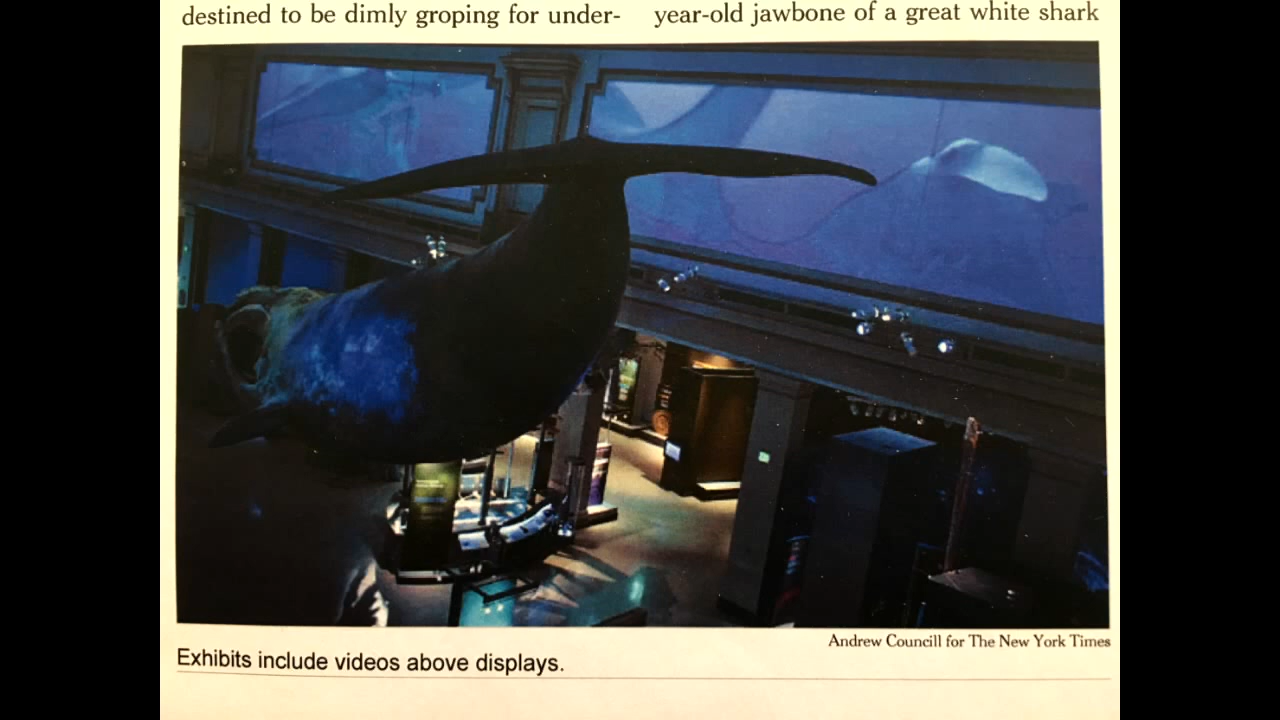 destined to be dimly groping for under-
year-old jawbone of a great white shark
Andrew Councill for The New York Times
Exhibits include videos above displays.